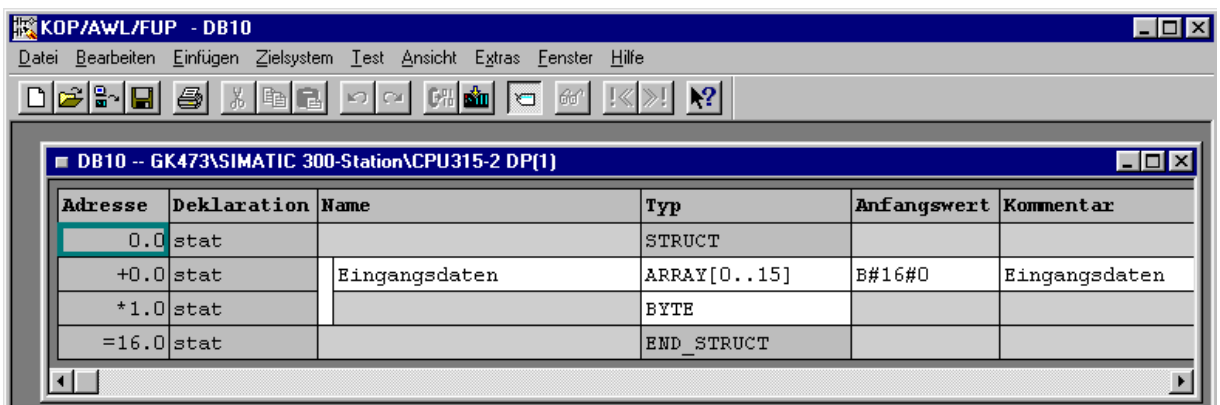 KOP/AWL/FUP - DB10
Datei Bearbeiten Einfügen Zielsystem Test Ansicht Extras Fenster Hilfe
DB10 -- GK473\SIMATIC 300-Station\CPU315-2 DP(1)
Adresse Deklaration Name Typ Anfangswert Kommentar
0.0 stat STRUCT
+0.0 stat Eingangsdaten ARRAY[0..15] B#16#0 Eingangsdaten
*1.0 stat BYTE
=16.0 stat END_STRUCT